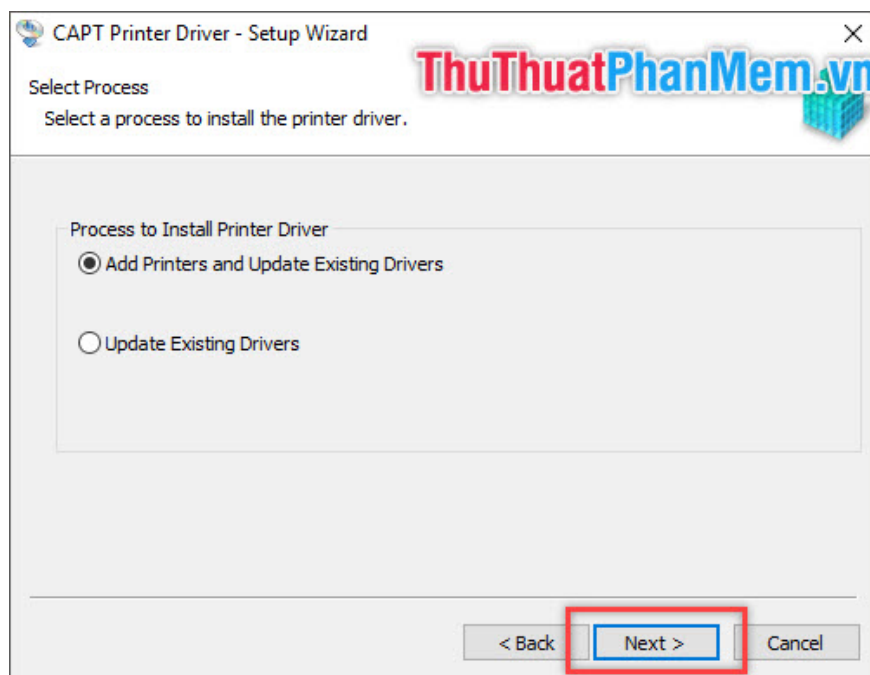 CAPT Printer Driver - Setup Wizard
ThuThuatPhanMem.vn
Select Process
Select a process to install the printer driver.
Process to Install Printer Driver
Add Printers and Update Existing Drivers
Update Existing Drivers
< Back
Next >
Cancel